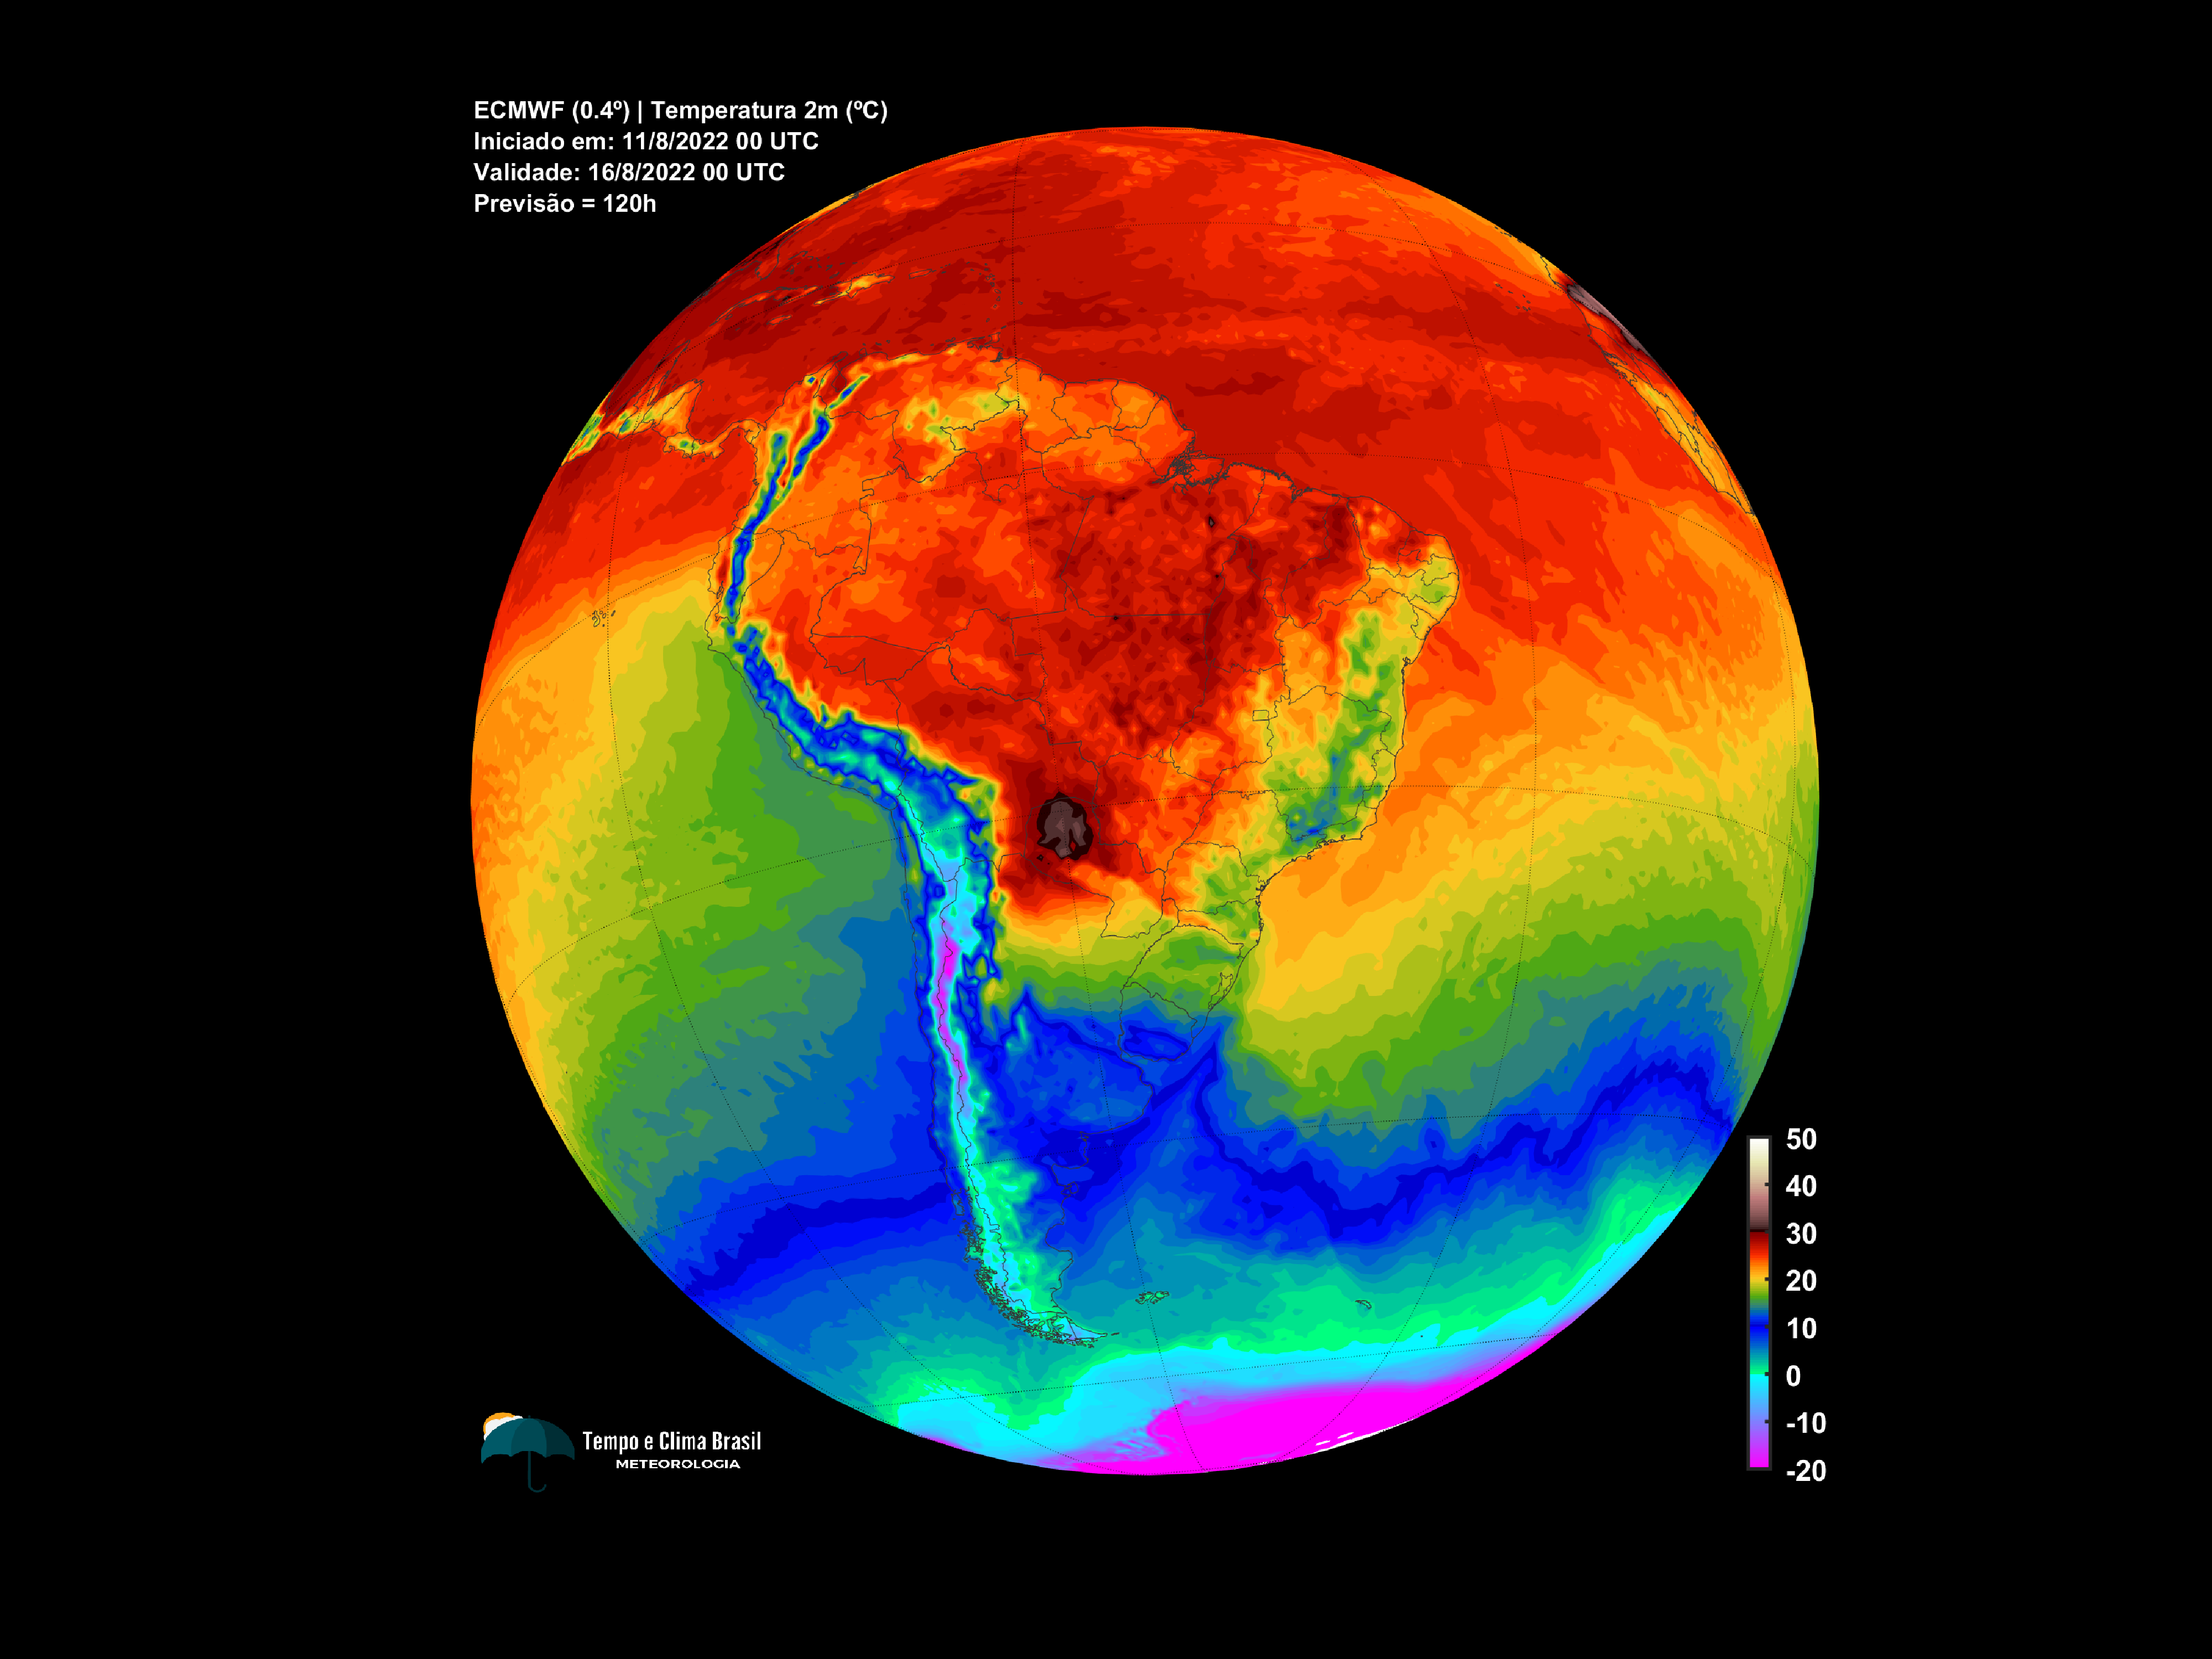 ECMWF (0.4º) | Temperatura 2m (ºC)
Iniciado em: 11/8/2022 00 UTC
Validade: 16/8/2022 00 UTC
Previsão = 120h
50
40
30
20
10
0
-10
-20
Tempo e Clima Brasil
METEOROLOGIA